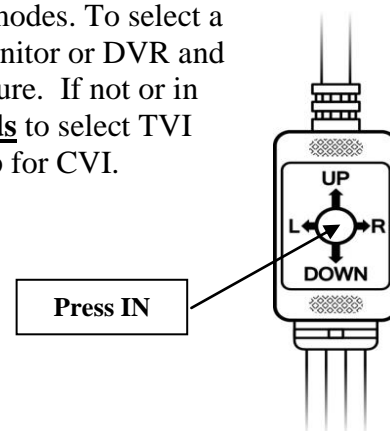 nodes. To select a
nitor or DVR and
ure. If not or in
ds to select TVI
for CVI.
UP
L R
DOWN
Press IN